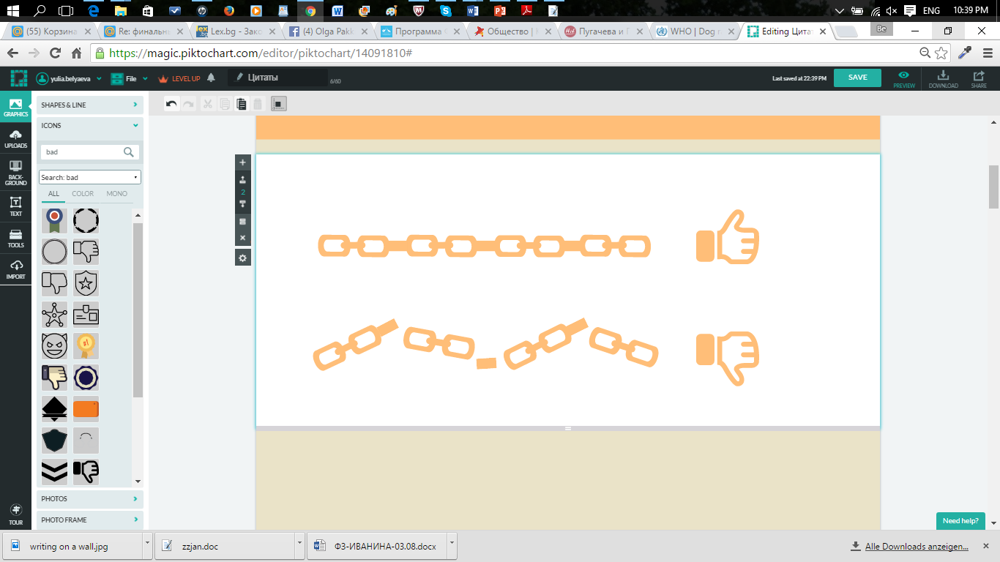 ENG 10:39 PM
(55) Корзина
Re: финальны
Lex.bg - Зако
(4) Olga Pakk
Программа
Общество |
Пугачева и Г
WHO | Dog
Editing Цита
Be
https://magic.piktochart.com/editor/piktochart/14091810#
yulia.belyaeva
File
LEVEL UP
Цитаты
6/60
Last saved at 22:39 PM
SAVE
PREVIEW
DOWNLOAD
SHARE
GRAPHICS
UPLOADS
BACK-
GROUND
TEXT
TOOLS
IMPORT
TOUR
SHAPES & LINE
ICONS
bad
Search: bad
ALL COLOR MONO
#1
PHOTOS
PHOTO FRAME
2
Need help?
writing on a wall.jpg
zzjan.doc
ФЗ-ИВАНИНА-03.08.docx
Alle Downloads anzeigen...